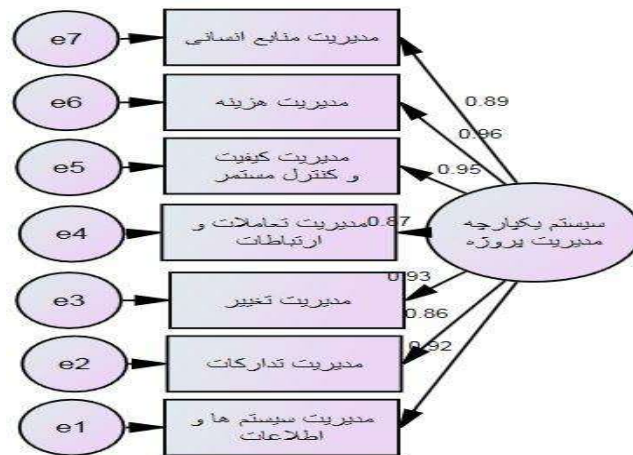 e7
مدیریت منابع انسانی
0.89
e6
مدیریت هزینه
0.96
e5
مدیریت کیفیت
و کنترل مستمر
0.95
e4
مدیریت تعاملات و
ارتباطات
0.87
سیستم یکپارچه
مدیریت پروژه
e3
مدیریت تغییر
0.93
0.86
e2
مدیریت تدارکات
0.92
e1
مدیریت سیستم ها و
اطلاعات